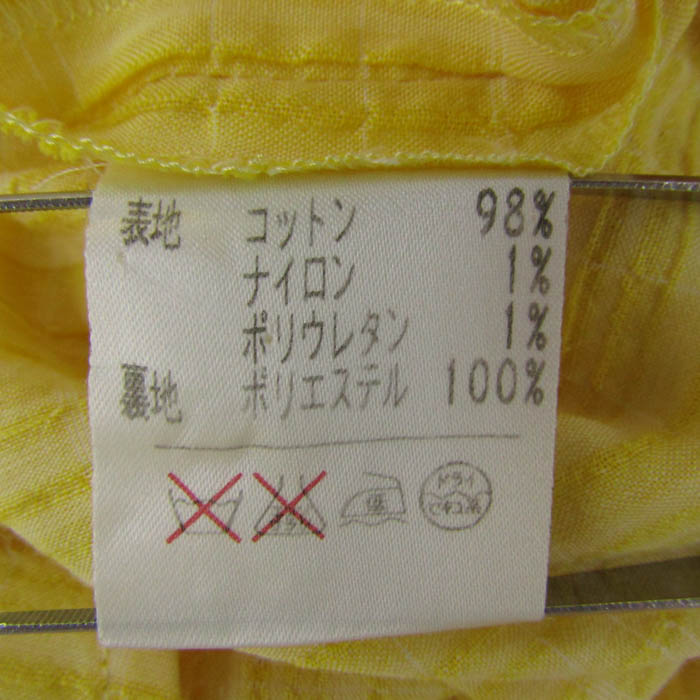 表地 コットン 98%
ナイロン 1%
ポリウレタン 1%
裏地 ポリエステル 100%
ドライ
セキユ系